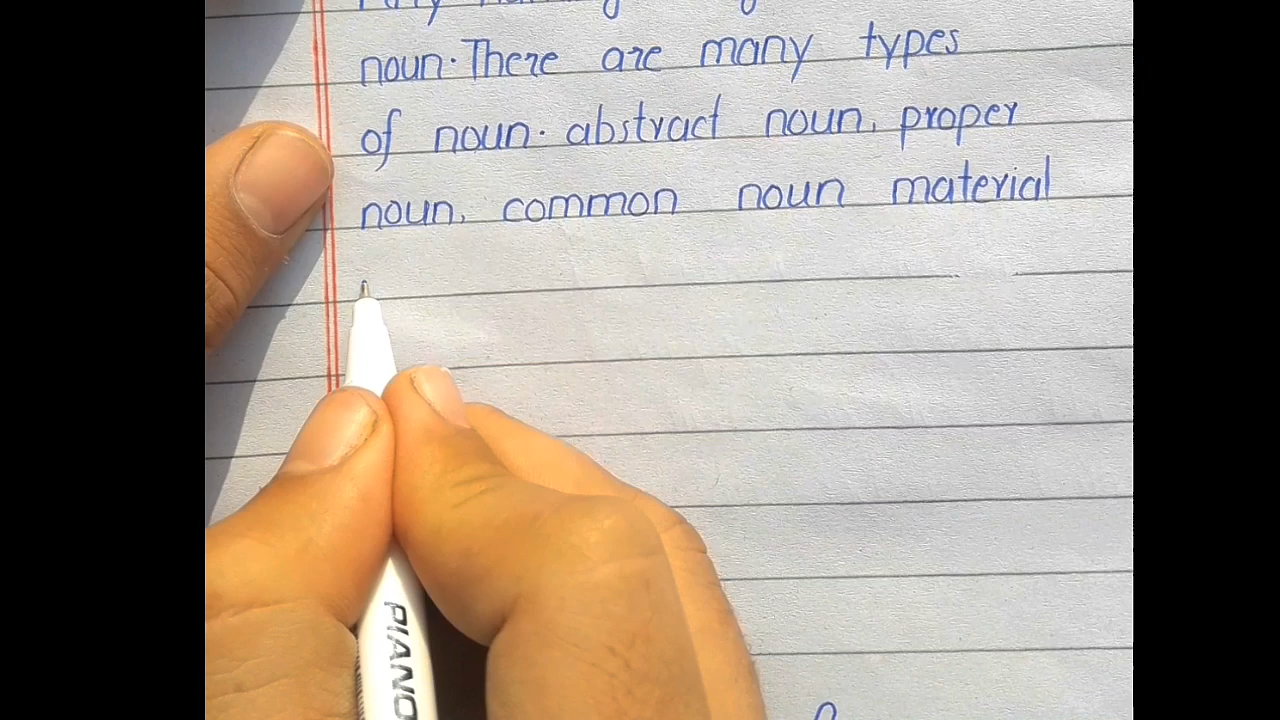 noun. There are many types
of noun. abstract noun, proper
noun, common noun material
PIANO